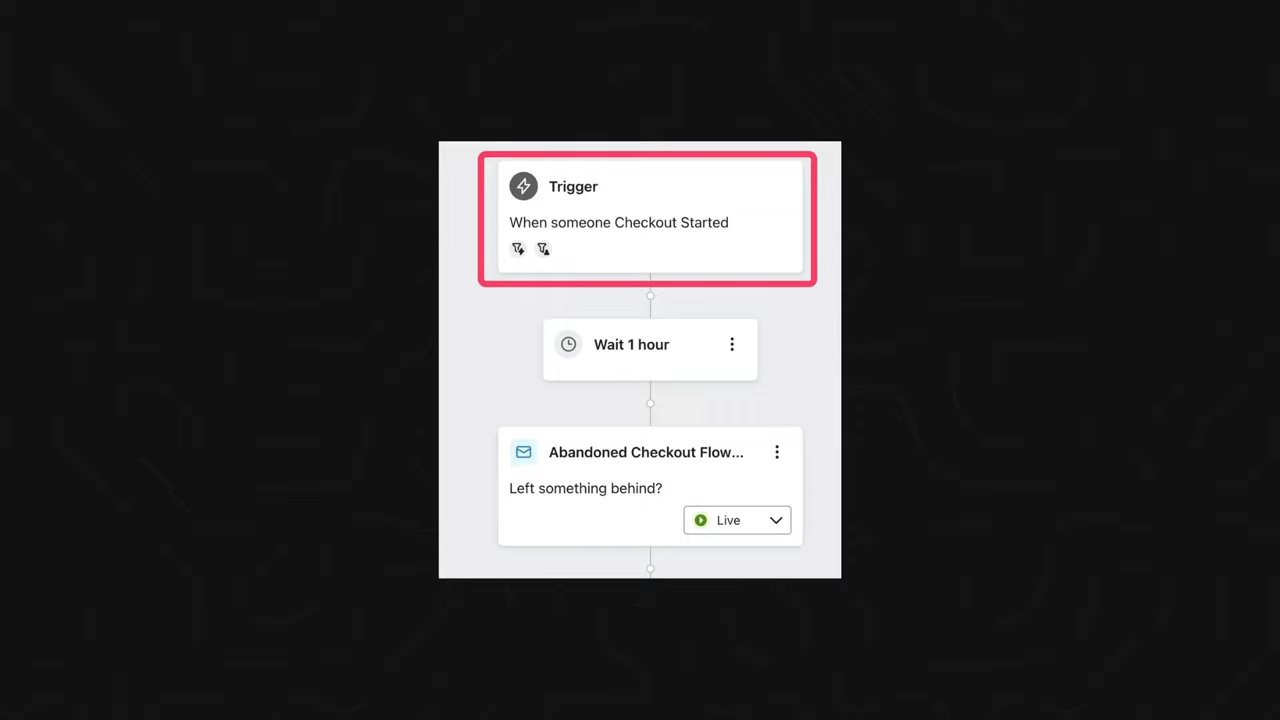 Trigger
When someone Checkout Started
Wait 1 hour
Abandoned Checkout Flow...
Left something behind?
Live